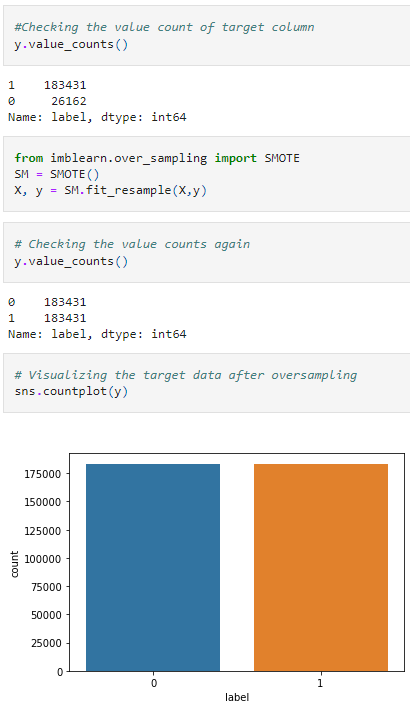 #Checking the value count of target column
y.value_counts()
1    183431
0     26162
Name: label, dtype: int64
from imblearn.over_sampling import SMOTE
SM = SMOTE()
X, y = SM.fit_resample(X,y)
# Checking the value counts again
y.value_counts()
0    183431
1    183431
Name: label, dtype: int64
# Visualizing the target data after oversampling
sns.countplot(y)
175000
150000
125000
100000
75000
50000
25000
0
count
0
1
label